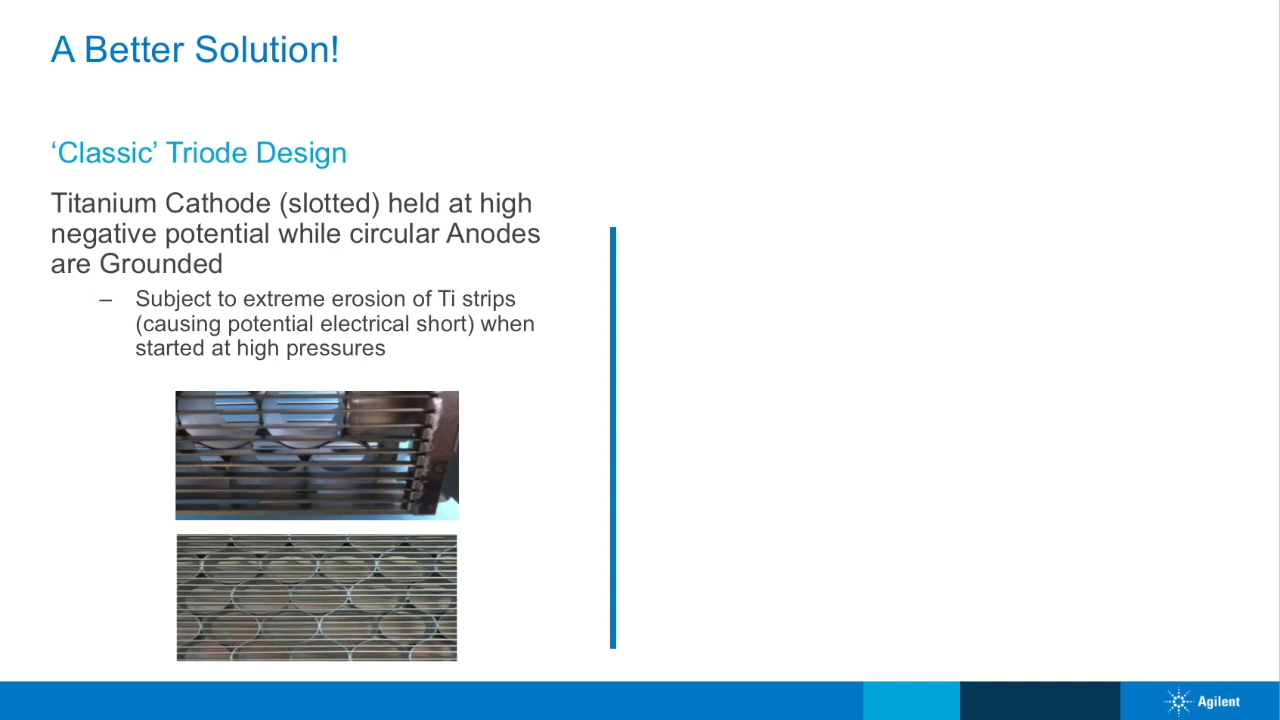 A Better Solution!
‘Classic’ Triode Design
Titanium Cathode (slotted) held at high
negative potential while circular Anodes
are Grounded
– Subject to extreme erosion of Ti strips
(causing potential electrical short) when
started at high pressures
Agilent